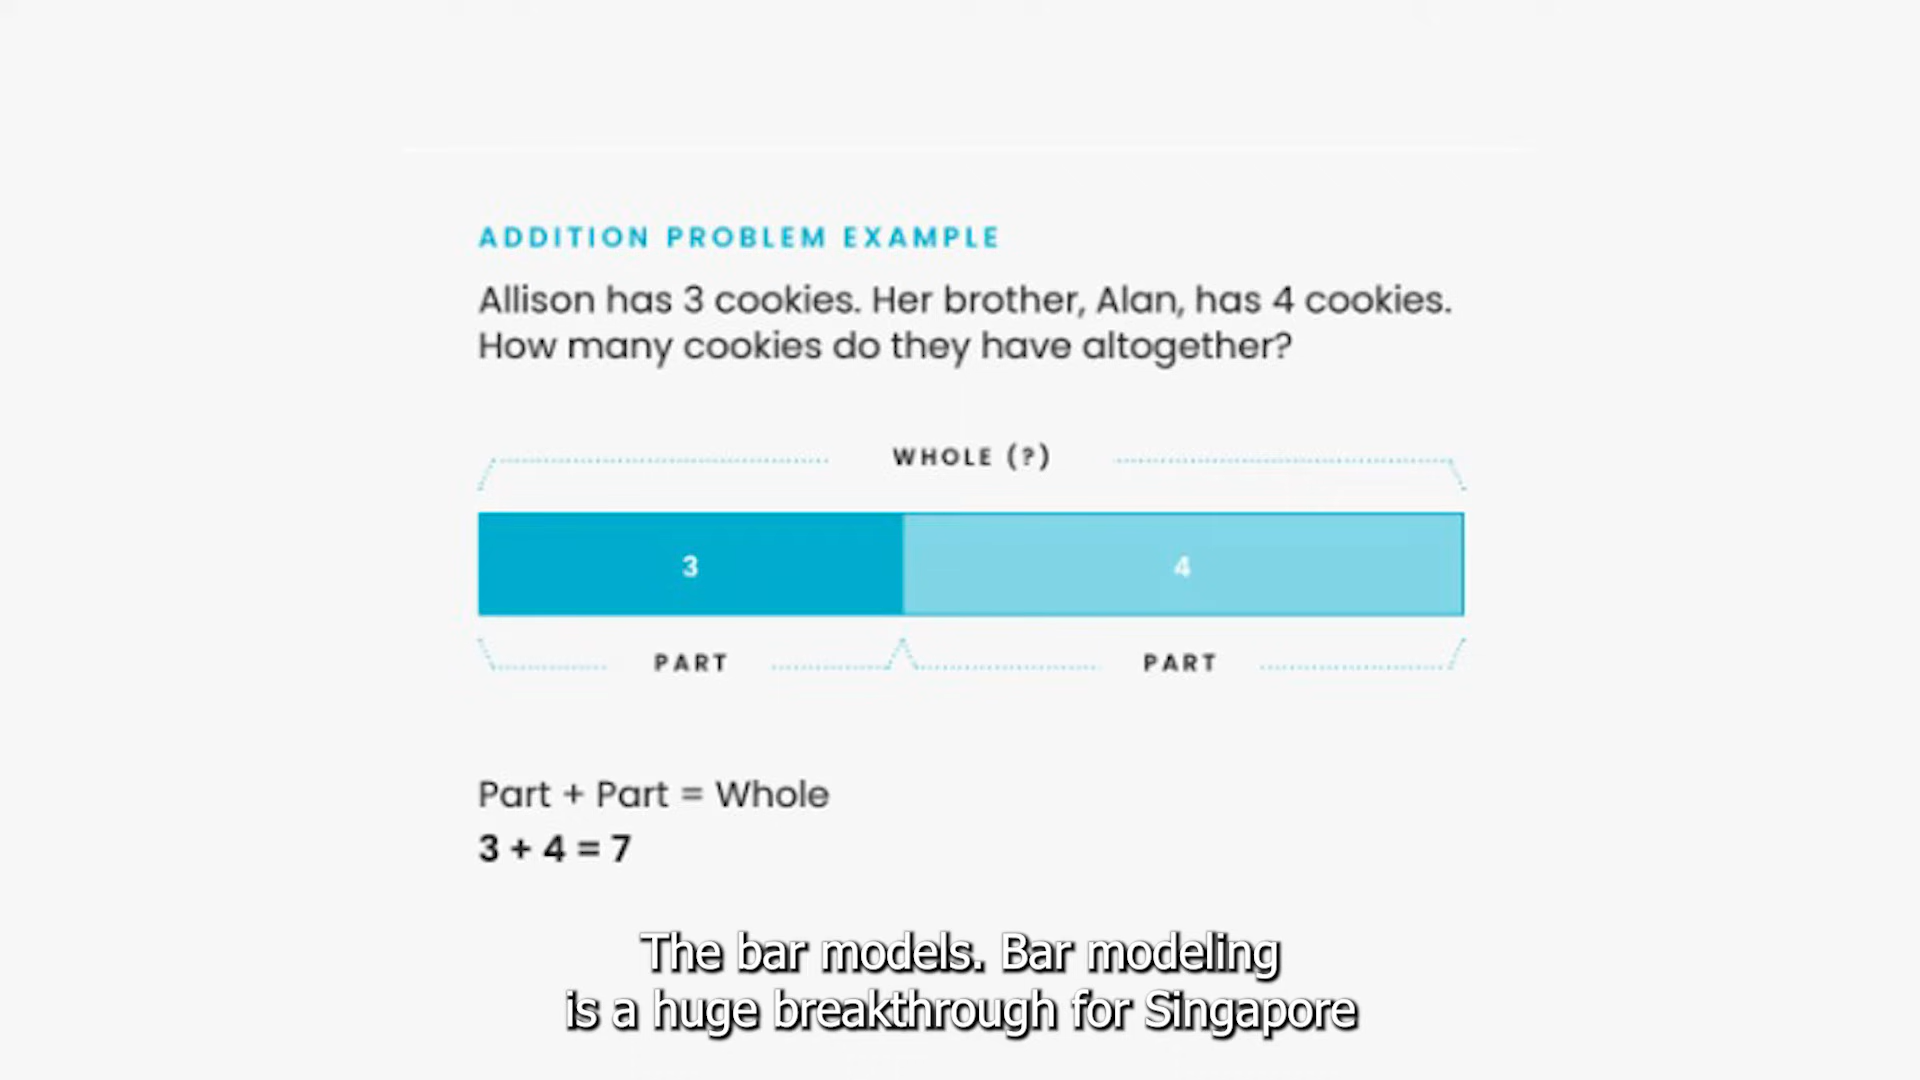 ADDITION PROBLEM EXAMPLE
Allison has 3 cookies. Her brother, Alan, has 4 cookies.
How many cookies do they have altogether?
WHOLE (?)
3 4
PART PART
Part + Part = Whole
3 + 4 = 7
The bar models. Bar modeling
is a huge breakthrough for Singapore